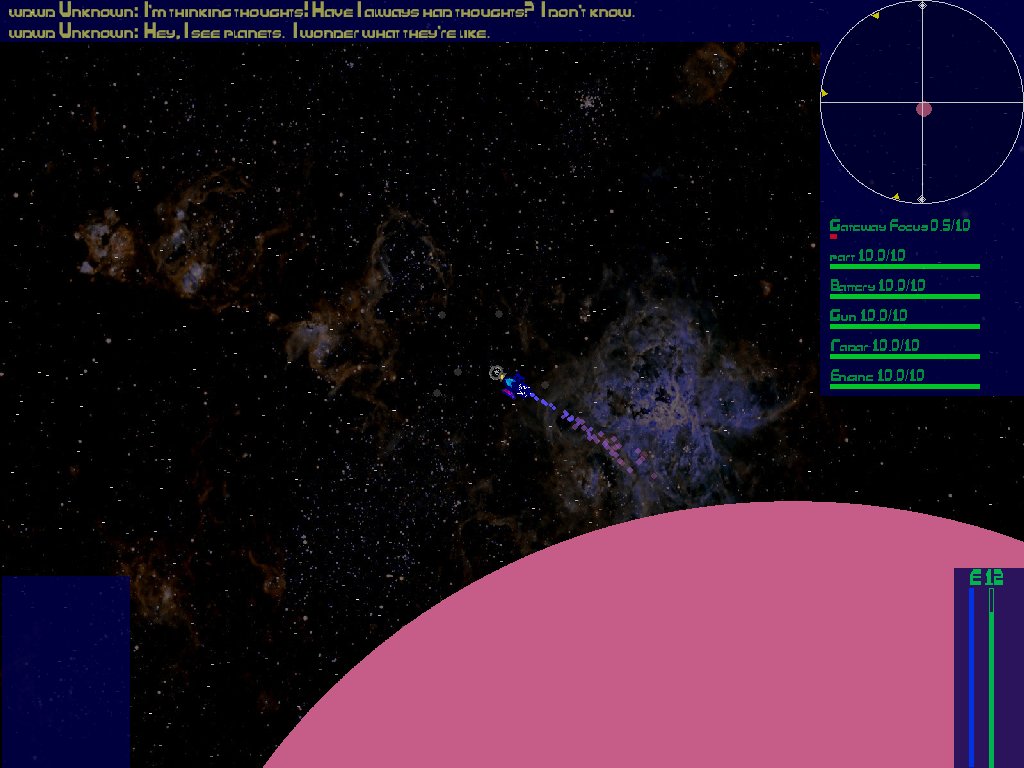 Unknown: I'm thinking thoughts! Have I always had thoughts? I don't know.
Unknown: Hey, I see planets. I wonder what they're like.
Gateway Focus 0.5/10
part 10.0/10
Battery 10.0/10
Gun 10.0/10
Radar 10.0/10
Engine 10.0/10
E 12